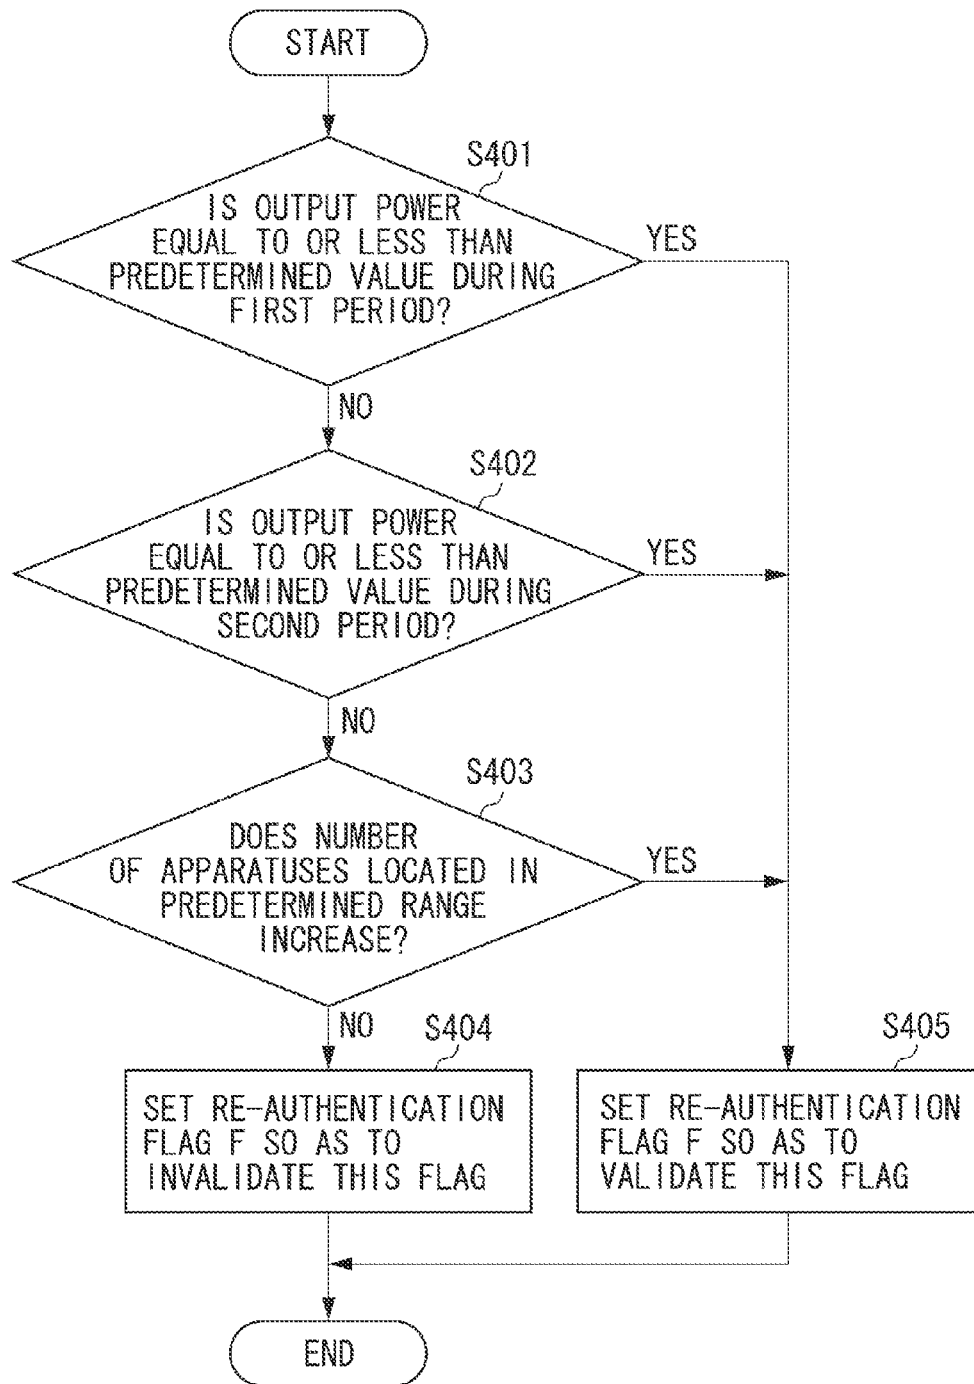 START
S401
IS OUTPUT POWER
EQUAL TO OR LESS THAN
PREDETERMINED VALUE DURING
FIRST PERIOD?
YES
NO
S402
IS OUTPUT POWER
EQUAL TO OR LESS THAN
PREDETERMINED VALUE DURING
SECOND PERIOD?
YES
NO
S403
DOES NUMBER
OF APPARATUSES LOCATED IN
PREDETERMINED RANGE
INCREASE?
YES
NO
S404
SET RE-AUTHENTICATION
FLAG F SO AS TO
INVALIDATE THIS FLAG
S405
SET RE-AUTHENTICATION
FLAG F SO AS TO
VALIDATE THIS FLAG
END